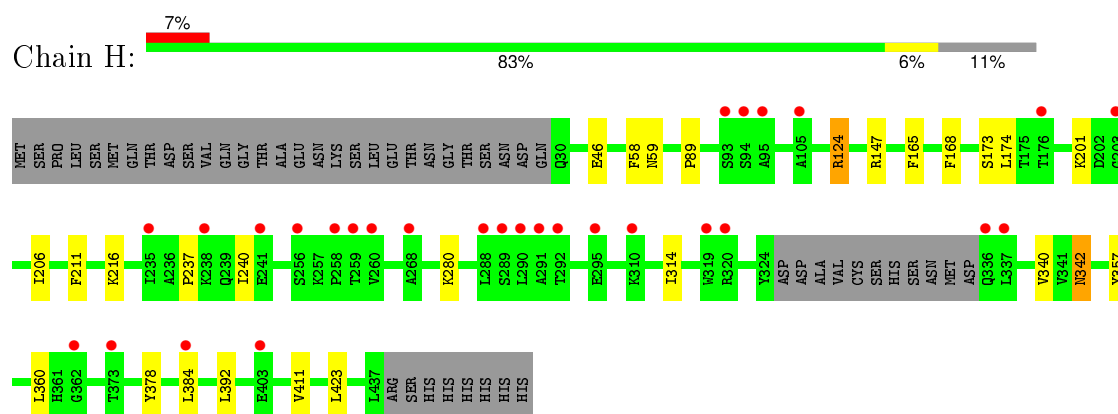 7%
Chain H:
83% 6% 11%
MET SER PRO LEU SER MET GLN THR ASP SER VAL GLN GLY THR ALA GLU ASN LYS SER LEU GLU THR ASN GLY THR SER ASN ASP GLN Q30 E46 F58 N59 P89 S93 S94 A95 A105 R124 R147 F165 F168 S173 L174 T175 T176 K201 D202
I206 F211 K216 I235 A236 P237 K238 Q239 I240 E241 S256 K257 P258 T259 V260 A268 K280 L288 S289 L290 A291 T292 E295 K310 I314 W319 R320 Y324 ASP ASP ALA VAL CYS SER HIS SER ASN MET ASP Q336 L337 V340 V341 N342 Y357
L360 H361 G362 T373 Y378 L384 L392 E403 V411 L423 L437 ARG SER HIS HIS HIS HIS HIS HIS